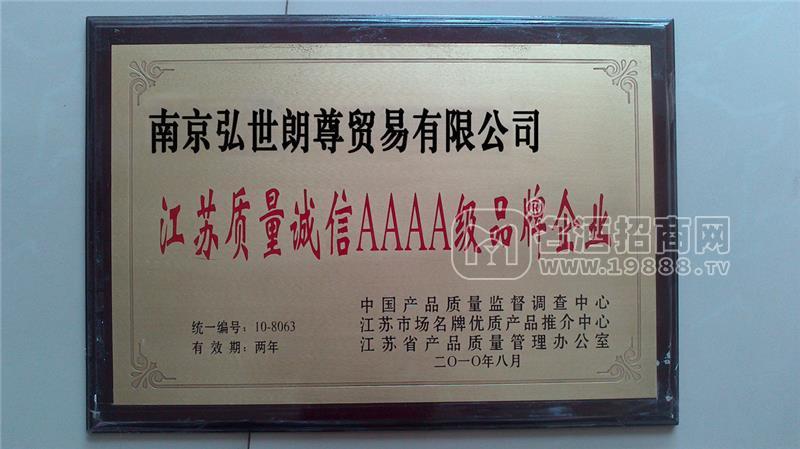 南京弘世朗尊贸易有限公司
江苏质量诚信AAAA级品牌企业
统一编号：10-8063
有效期：两年
中国产品质量监督调查中心
江苏市场名牌优质产品推介中心
江苏省产品质量管理办公室
二〇一〇年八月
名酒招商网®
www.19888.tv